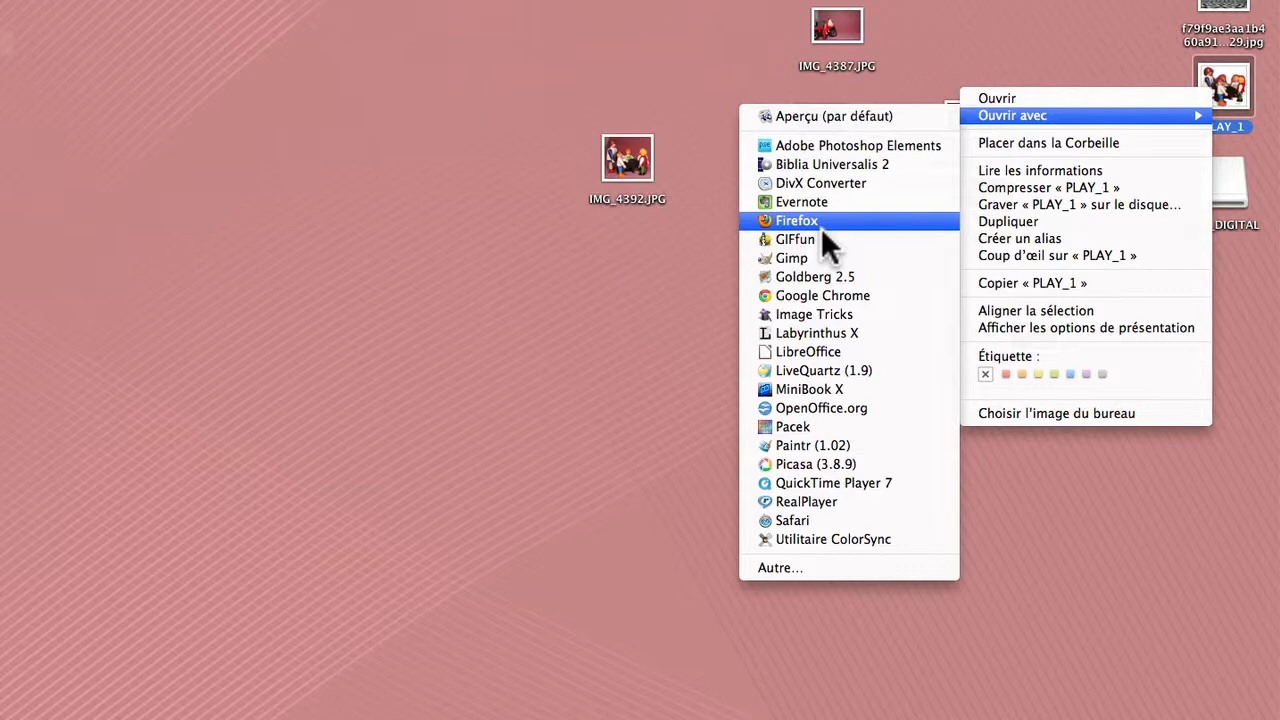 IMG_4387.JPG
f79f9ae3aa1b4
60a91...29.jpg
LAY_1
IMG_4392.JPG
_DIGITAL
Ouvrir
Ouvrir avec
Placer dans la Corbeille
Lire les informations
Compresser « PLAY_1 »
Graver « PLAY_1 » sur le disque...
Dupliquer
Créer un alias
Coup d'œil sur « PLAY_1 »
Copier « PLAY_1 »
Aligner la sélection
Afficher les options de présentation
Étiquette :
Choisir l'image du bureau
Aperçu (par défaut)
Adobe Photoshop Elements
Biblia Universalis 2
DivX Converter
Evernote
Firefox
GIFfun
Gimp
Goldberg 2.5
Google Chrome
Image Tricks
Labyrinthus X
LibreOffice
LiveQuartz (1.9)
MiniBook X
OpenOffice.org
Pacek
Paintr (1.02)
Picasa (3.8.9)
QuickTime Player 7
RealPlayer
Safari
Utilitaire ColorSync
Autre...